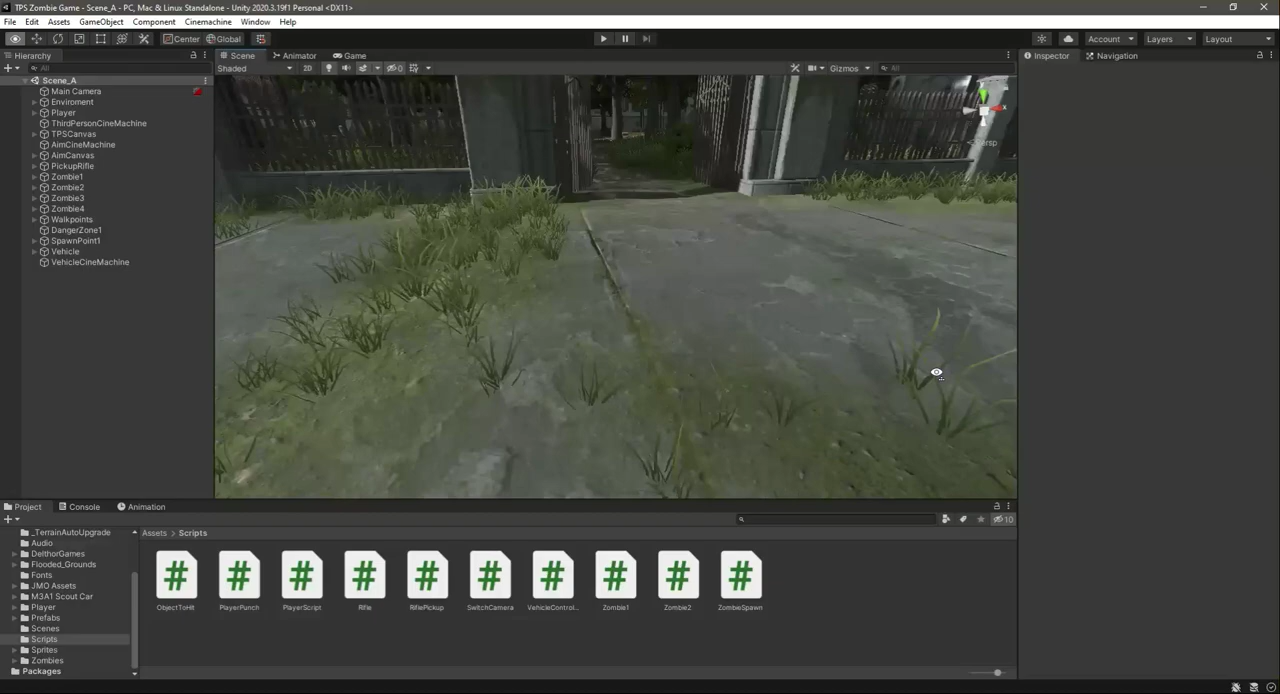 TPS Zombie Game - Scene_A - PC, Mac & Linux Standalone - Unity 2020.3.19f1 Personal <DX11>
File Edit Assets GameObject Component Cinemachine Window Help
Center Global Account Layers Layout
Hierarchy Scene Animator Game Inspector Navigation
All Shaded 2D 0 Gizmos All
Scene_A
Main Camera
Enviroment
Player
ThirdPersonCineMachine
TPSCanvas
AimCineMachine
AimCanvas
PickupRifle
Zombie1
Zombie2
Zombie3
Zombie4
Walkpoints
DangerZone1
SpawnPoint1
Vehicle
VehicleCineMachine
x
Persp
Project Console Animation
10
Assets > Scripts
_TerrainAutoUpgrade
Audio
DelthorGames
Flooded_Grounds
Fonts
JMO Assets
M3A1 Scout Car
Player
Prefabs
Scenes
Scripts
Sprites
Zombies
Packages
# # # # # # # # # #
ObjectToHit PlayerPunch PlayerScript Rifle RiflePickup SwitchCamera VehicleControl... Zombie1 Zombie2 ZombieSpawn